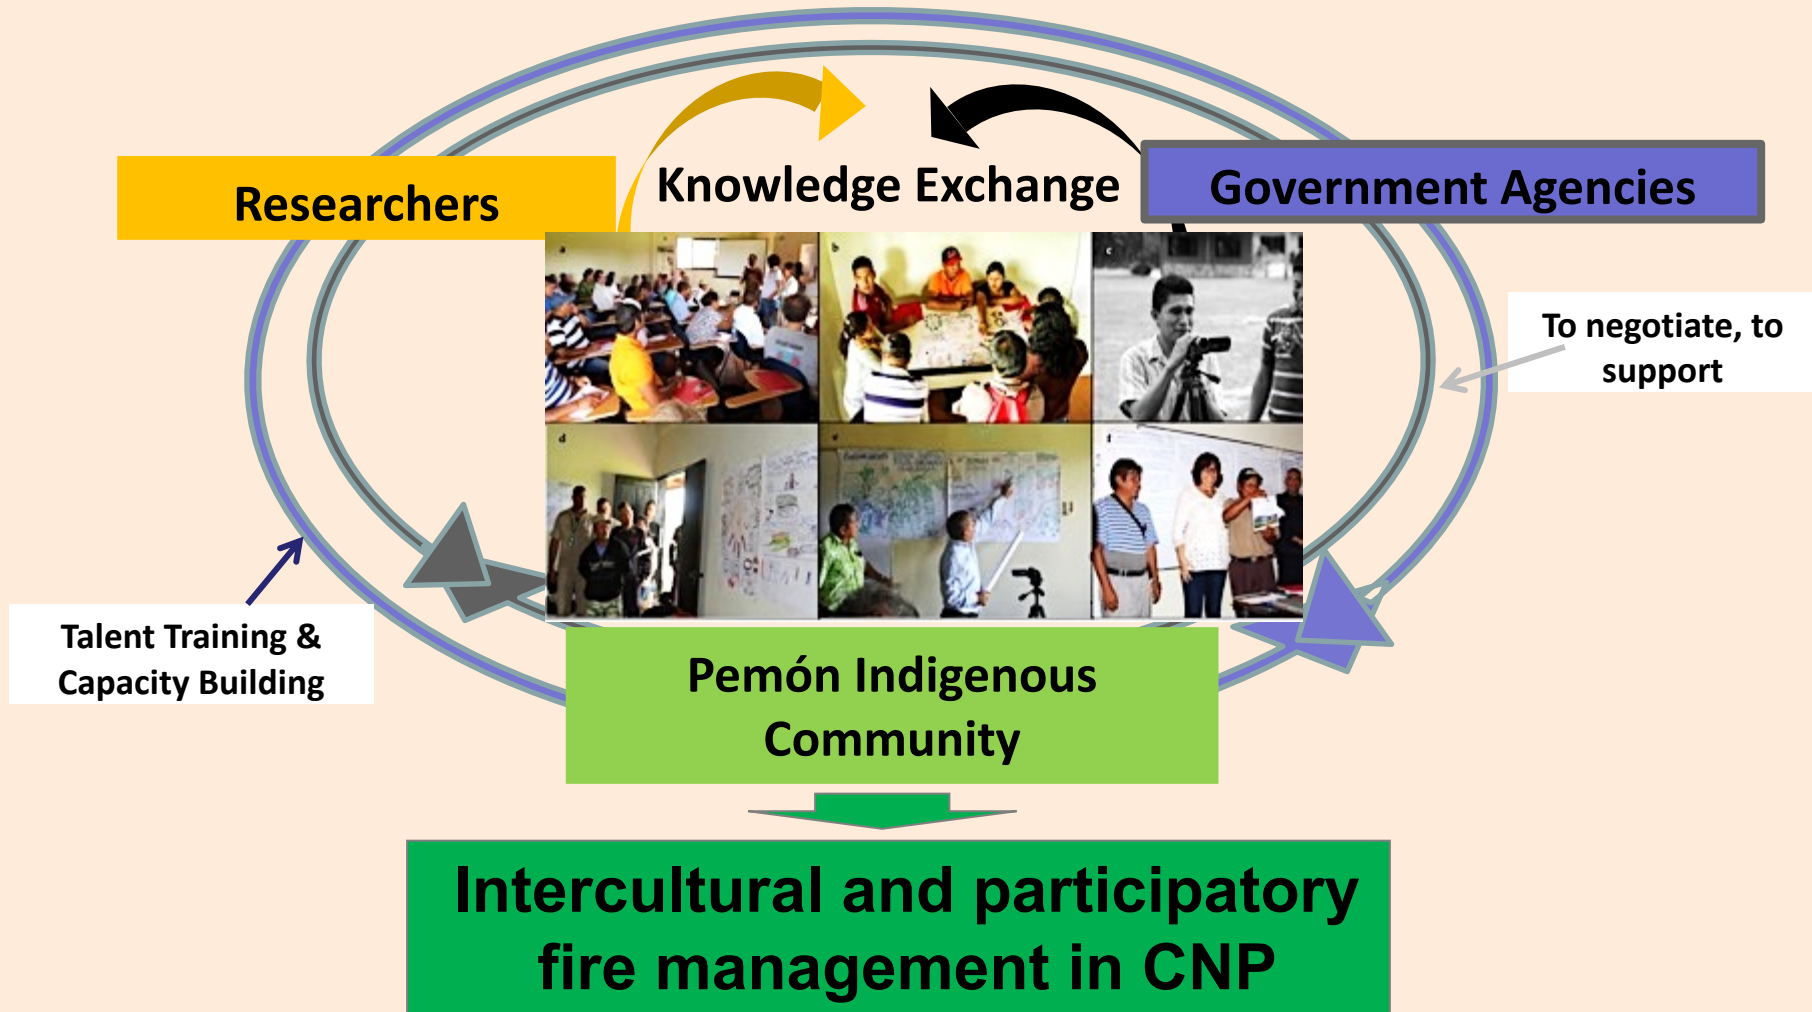 Knowledge Exchange
Researchers
Government Agencies
a
b
c
To negotiate, to
support
d
e
f
Talent Training &
Capacity Building
Pemón Indigenous
Community
Intercultural and participatory
fire management in CNP